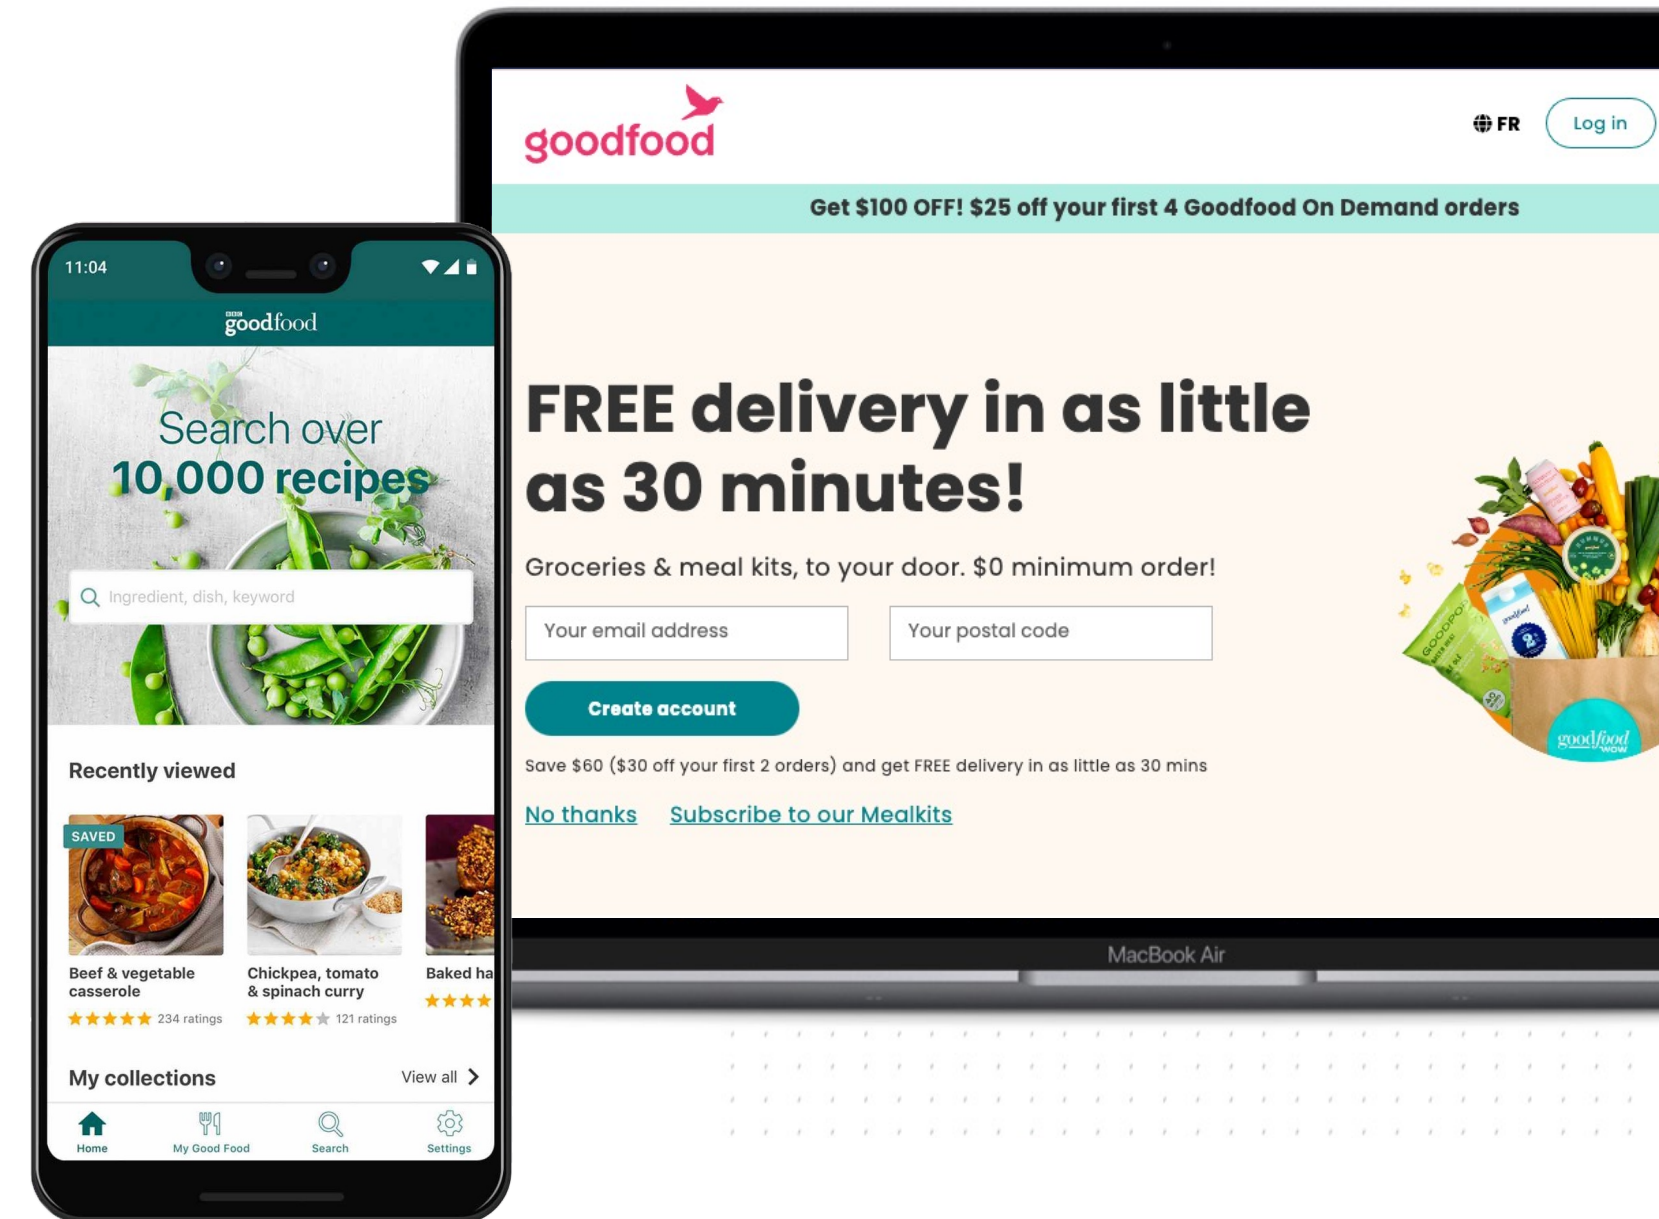 goodfood
FR
Log in
Get $100 OFF! $25 off your first 4 Goodfood On Demand orders
FREE delivery in as little
as 30 minutes!
Groceries & meal kits, to your door. $0 minimum order!
Your email address
Your postal code
Create account
Save $60 ($30 off your first 2 orders) and get FREE delivery in as little as 30 mins
No thanks
Subscribe to our Mealkits
goodfood
WOW
goodfood
2
MacBook Air
11:04
BBC
goodfood
Search over
10,000 recipes
Ingredient, dish, keyword
Recently viewed
SAVED
Beef & vegetable
casserole
234 ratings
Chickpea, tomato
& spinach curry
121 ratings
Baked ha
My collections
View all
Home
My Good Food
Search
Settings